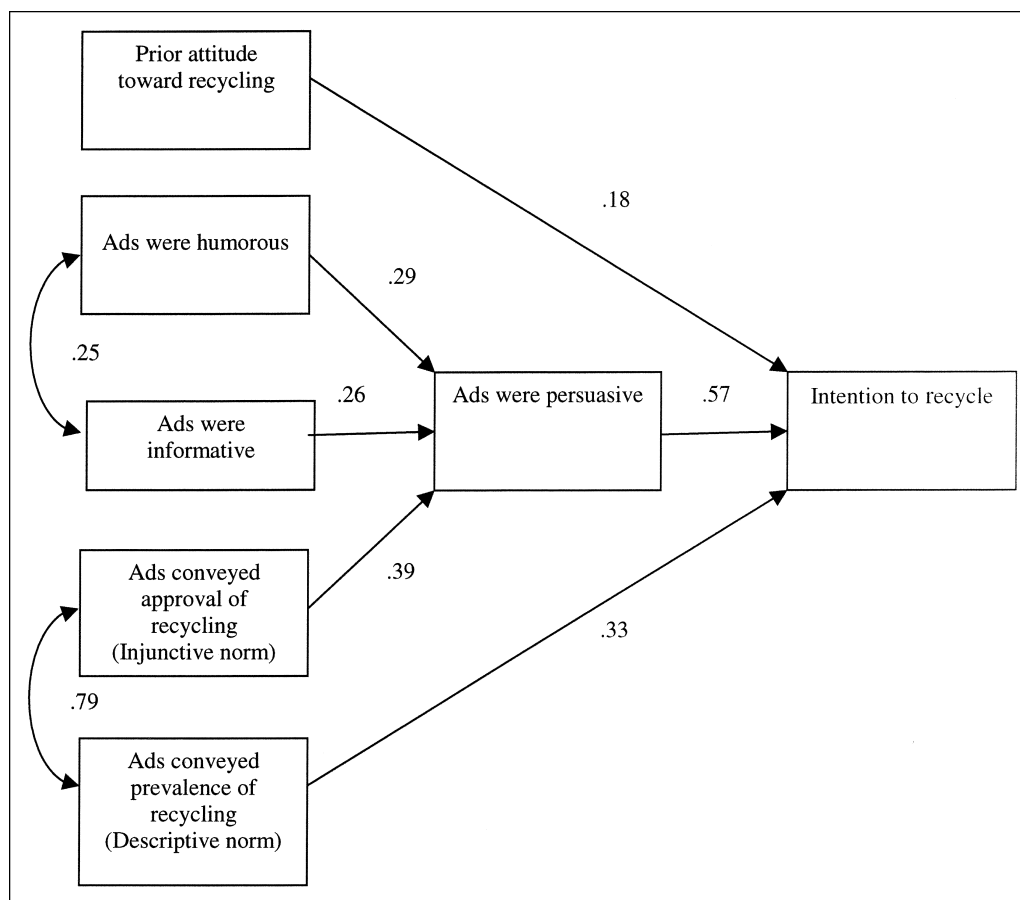 Prior attitude
toward recycling
.18
Ads were humorous
.29
.25
Ads were
informative
.26
Ads were persuasive
.57
Intention to recycle
Ads conveyed
approval of
recycling
(Injunctive norm)
.39
.33
.79
Ads conveyed
prevalence of
recycling
(Descriptive norm)